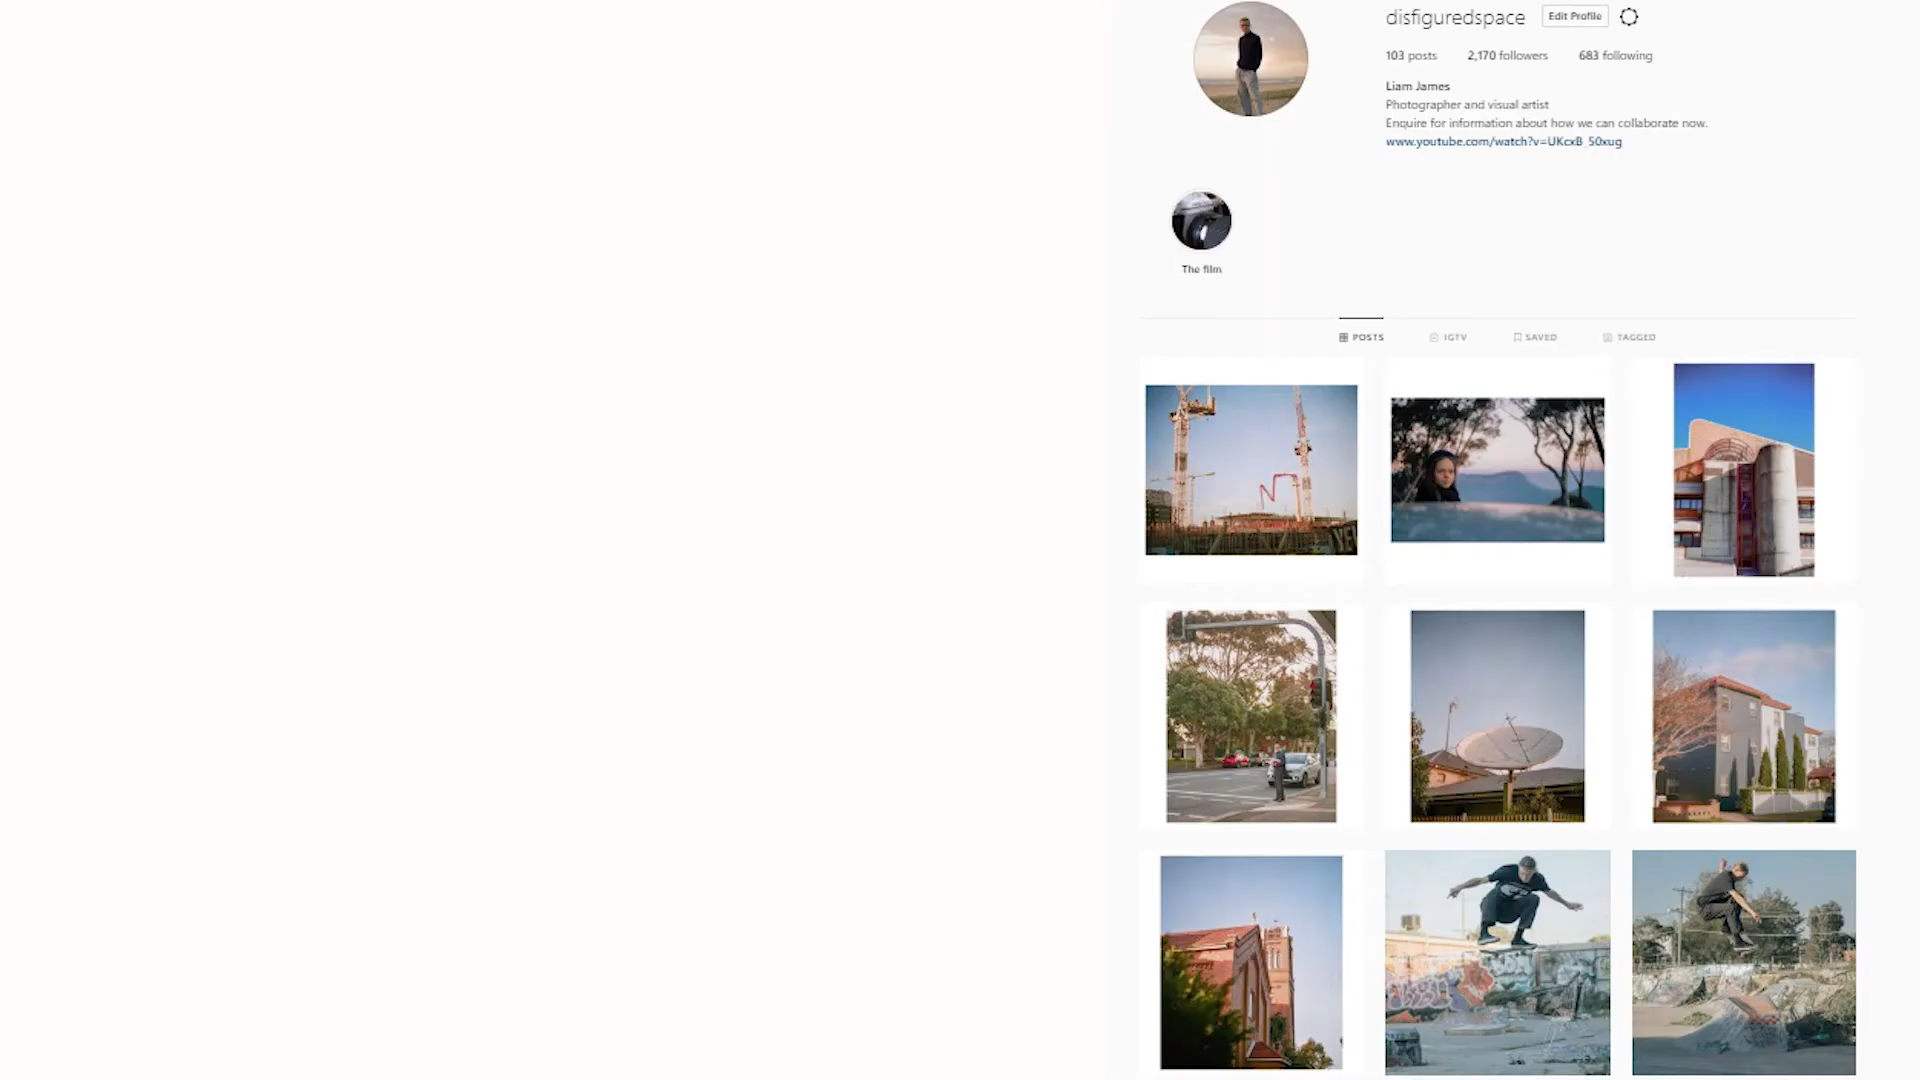 disfiguredspace
Edit Profile
103 posts 2,170 followers 683 following
Liam James
Photographer and visual artist
Enquire for information about how we can collaborate now.
www.youtube.com/watch?v=UKcxB_50xug
The film
POSTS IGTV SAVED TAGGED